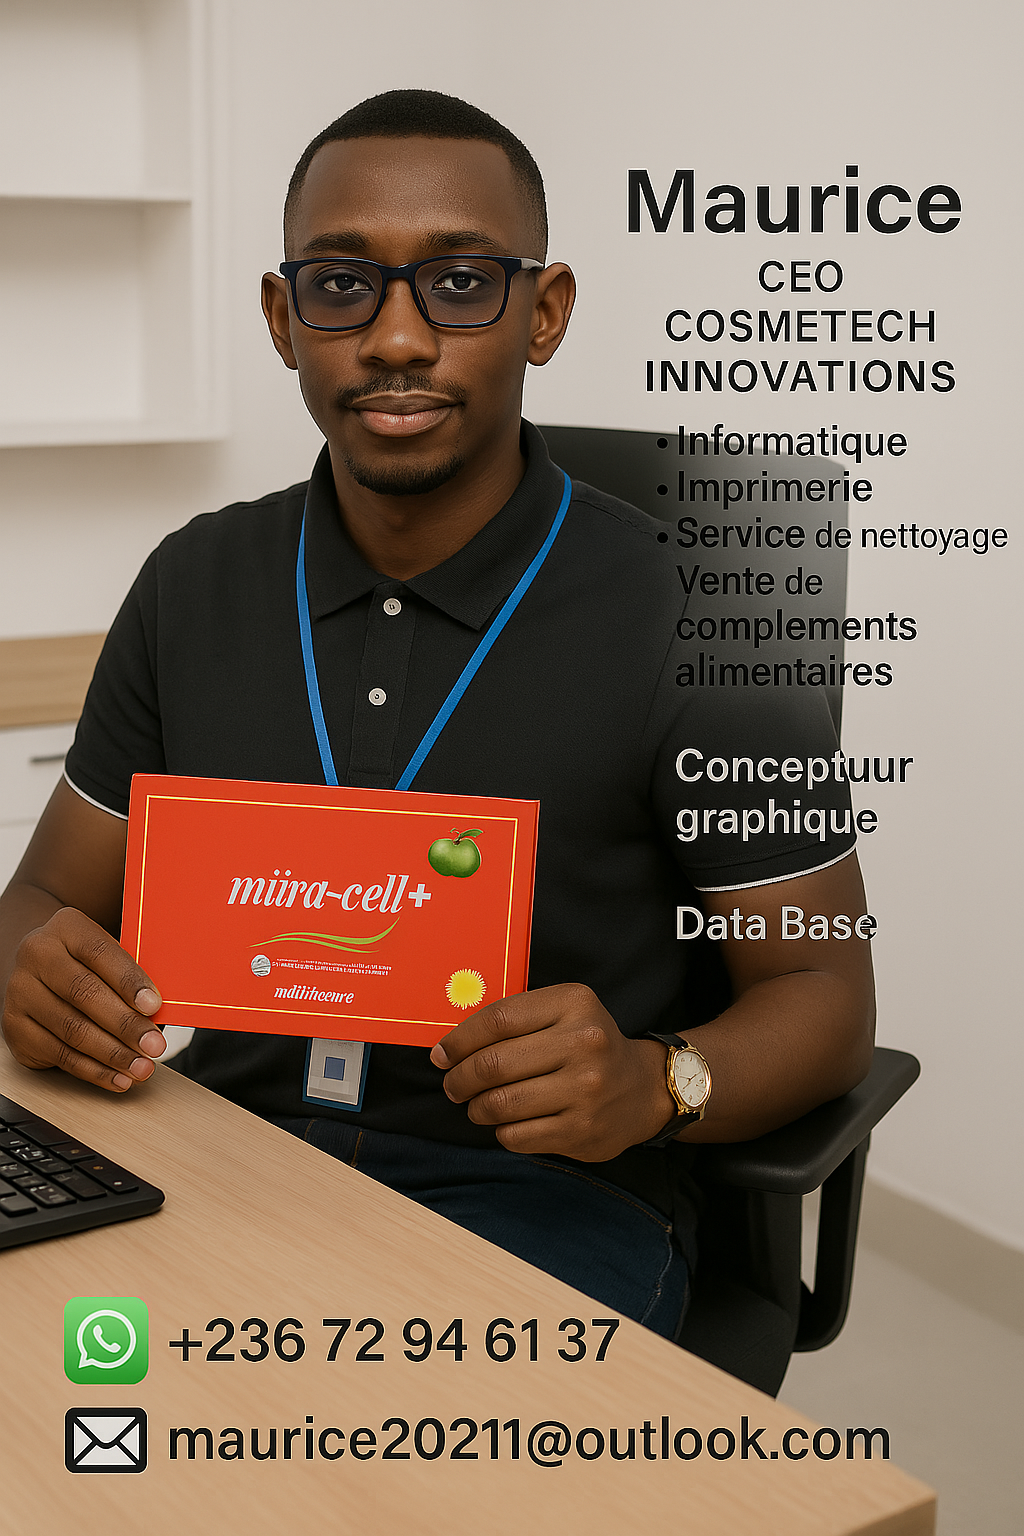 Maurice
CEO
COSMETECH
INNOVATIONS
• Informatique
• Imprimerie
• Service de nettoyage
Vente de
complements
alimentaires
Conceptuur
graphique
Data Base
miira-cell+
+236 72 94 61 37
maurice20211@outlook.com